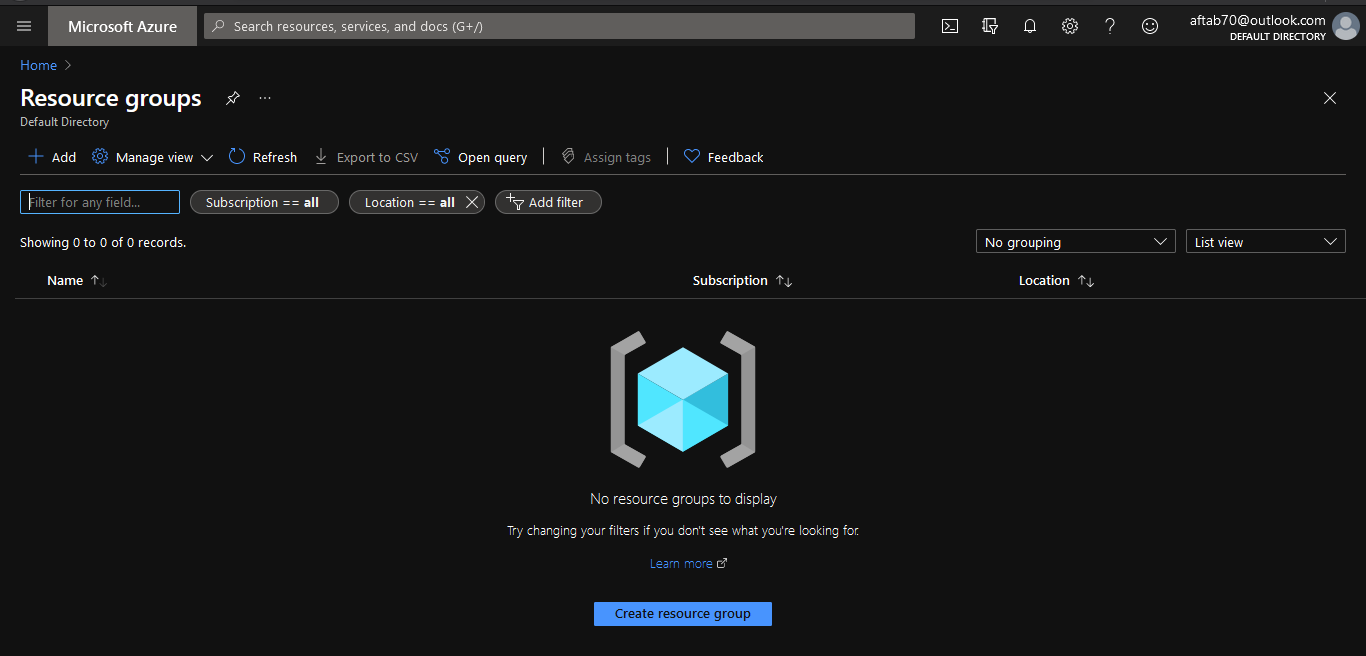 Microsoft Azure
Search resources, services, and docs (G+/)
aftab70@outlook.com
DEFAULT DIRECTORY
Home
Resource groups
Default Directory
Add Manage view Refresh Export to CSV Open query Assign tags Feedback
Filter for any field... Subscription == all Location == all Add filter
Showing 0 to 0 of 0 records. No grouping List view
Name Subscription Location
No resource groups to display
Try changing your filters if you don't see what you're looking for.
Learn more
Create resource group